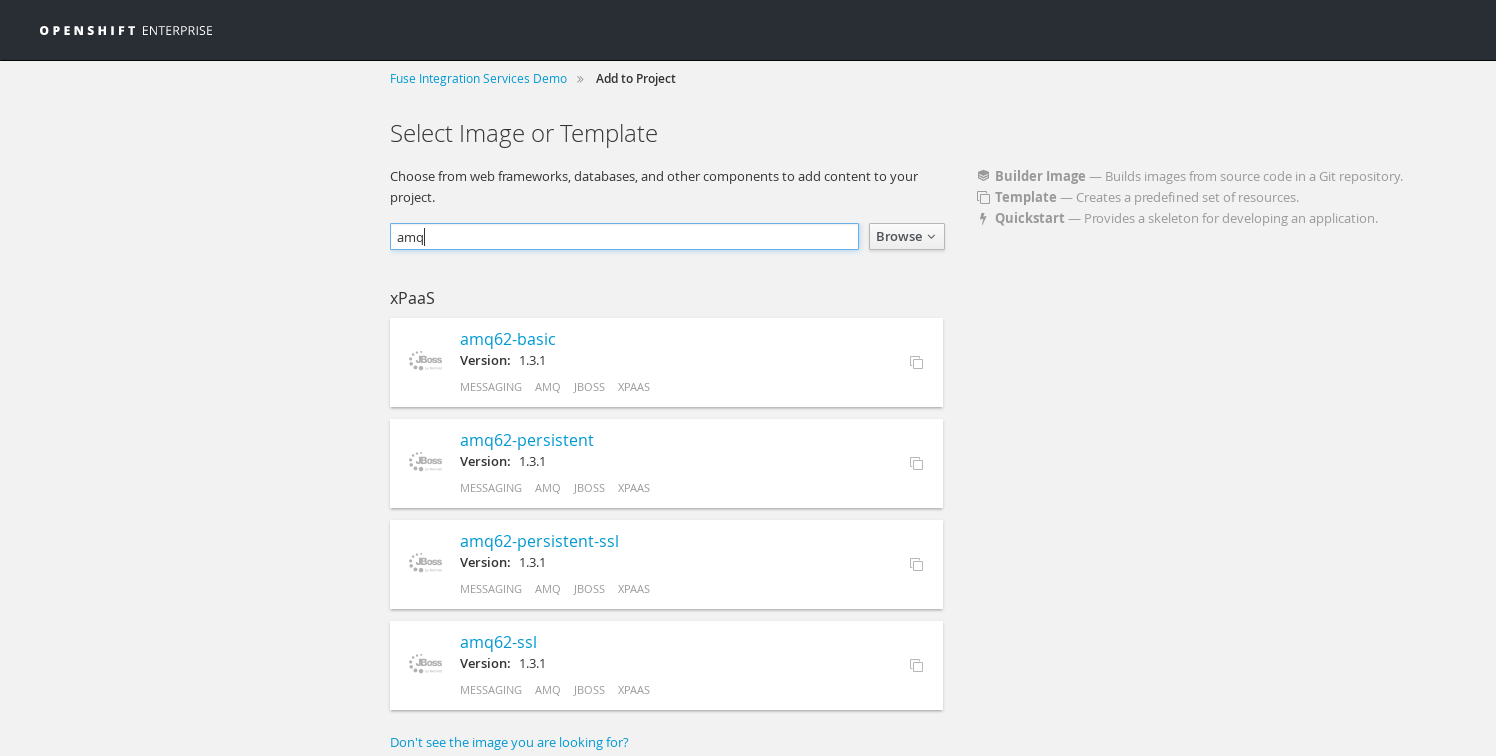 OPENSHIFT ENTERPRISE
Fuse Integration Services Demo » Add to Project
Select Image or Template
Choose from web frameworks, databases, and other components to add content to your
project.
amq
Browse
Builder Image — Builds images from source code in a Git repository.
Template — Creates a predefined set of resources.
Quickstart — Provides a skeleton for developing an application.
xPaaS
JBoss
amq62-basic
Version: 1.3.1
MESSAGING AMQ JBOSS XPAAS
JBoss
amq62-persistent
Version: 1.3.1
MESSAGING AMQ JBOSS XPAAS
JBoss
amq62-persistent-ssl
Version: 1.3.1
MESSAGING AMQ JBOSS XPAAS
JBoss
amq62-ssl
Version: 1.3.1
MESSAGING AMQ JBOSS XPAAS
Don't see the image you are looking for?